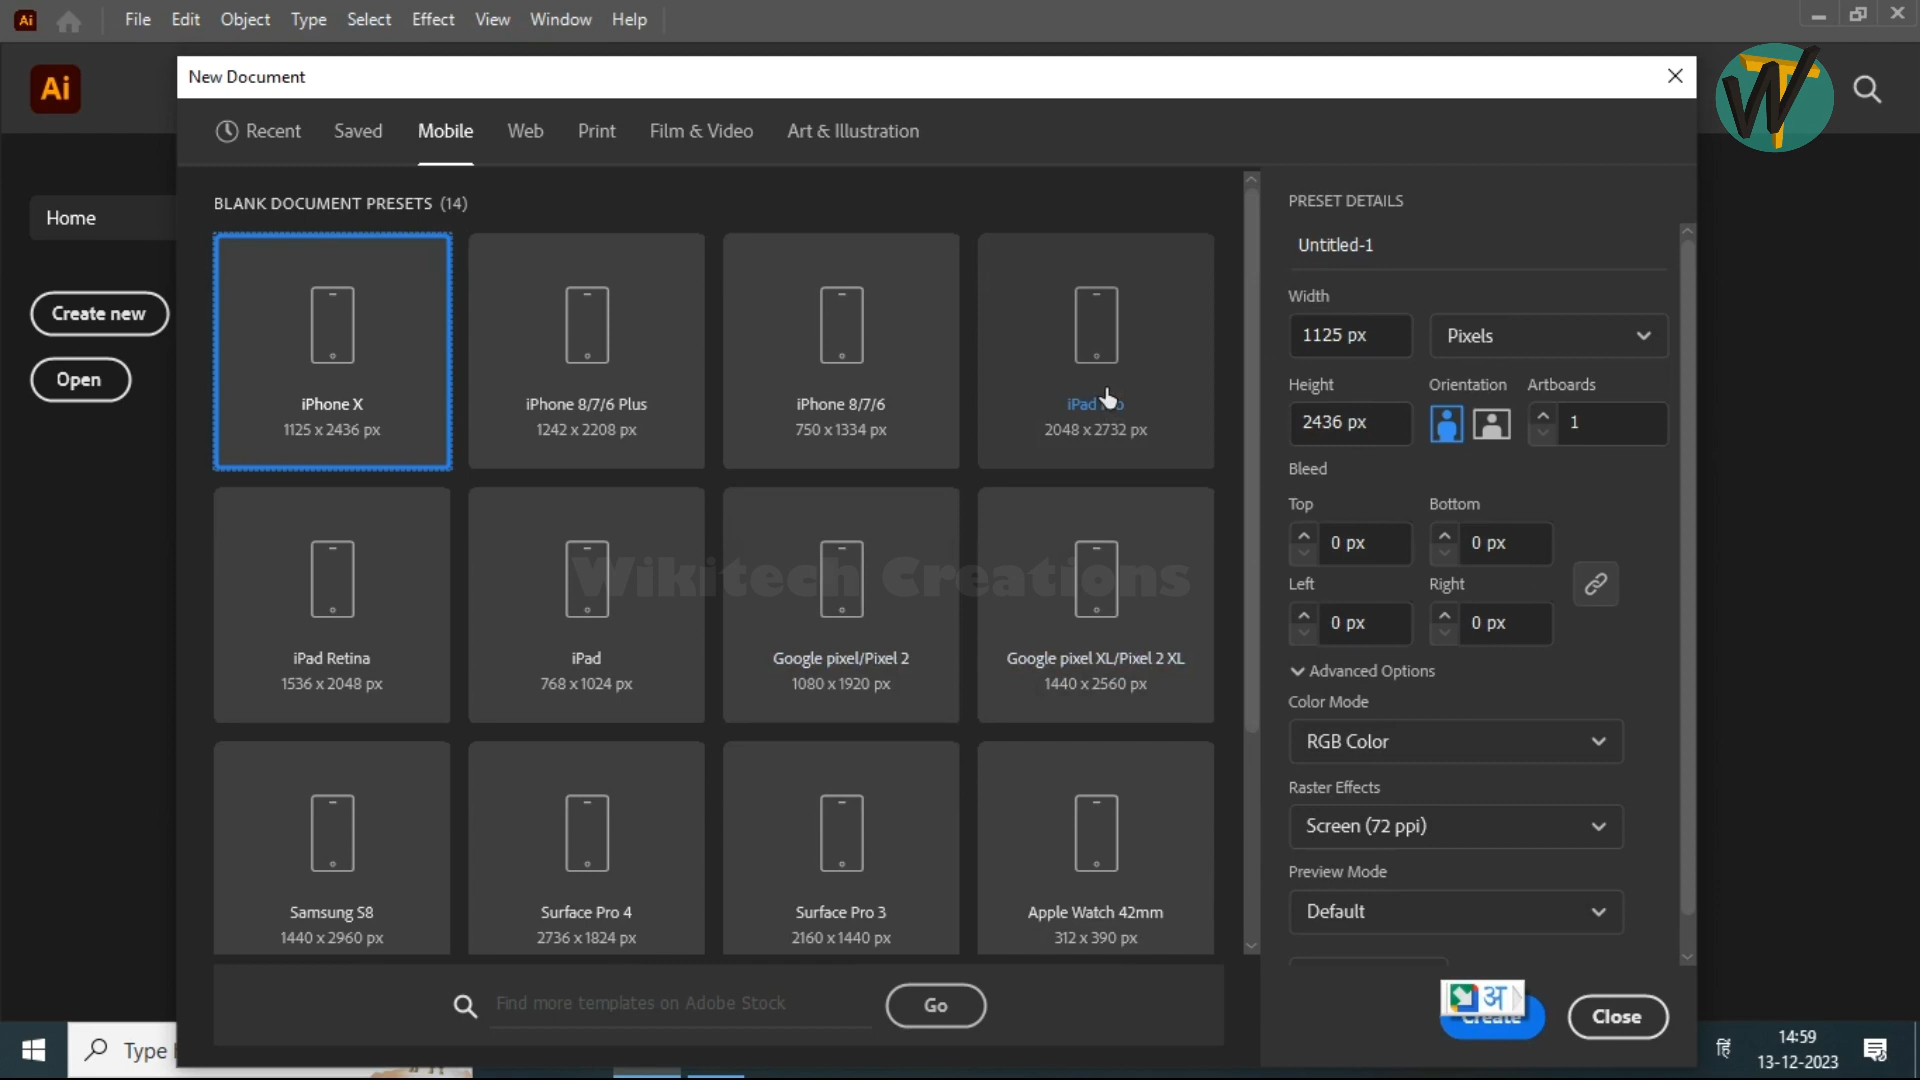 Ai File Edit Object Type Select Effect View Window Help
New Document
Ai
WT
Recent Saved Mobile Web Print Film & Video Art & Illustration
Home
Create new
Open
BLANK DOCUMENT PRESETS (14)
iPhone X
1125 x 2436 px
iPhone 8/7/6 Plus
1242 x 2208 px
iPhone 8/7/6
750 x 1334 px
iPad
2048 x 2732 px
iPad Retina
1536 x 2048 px
iPad
768 x 1024 px
Google pixel/Pixel 2
1080 x 1920 px
Google pixel XL/Pixel 2 XL
1440 x 2560 px
Wikitech Creations
Samsung S8
1440 x 2960 px
Surface Pro 4
2736 x 1824 px
Surface Pro 3
2160 x 1440 px
Apple Watch 42mm
312 x 390 px
Find more templates on Adobe Stock
Go
PRESET DETAILS
Untitled-1
Width
1125 px Pixels
Height Orientation Artboards
2436 px 1
Bleed
Top Bottom
0 px 0 px
Left Right
0 px 0 px
Advanced Options
Color Mode
RGB Color
Raster Effects
Screen (72 ppi)
Preview Mode
Default
अ
Create Close
Type
हिं
14:59
13-12-2023